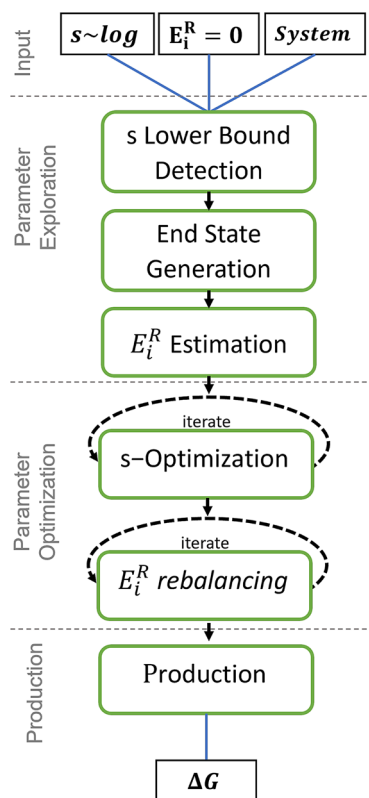 Input
s~log
E_i^R = 0
System
Parameter
Exploration
s Lower Bound
Detection
End State
Generation
E_i^R Estimation
Parameter
Optimization
iterate
s−Optimization
iterate
E_i^R rebalancing
Production
Production
ΔG